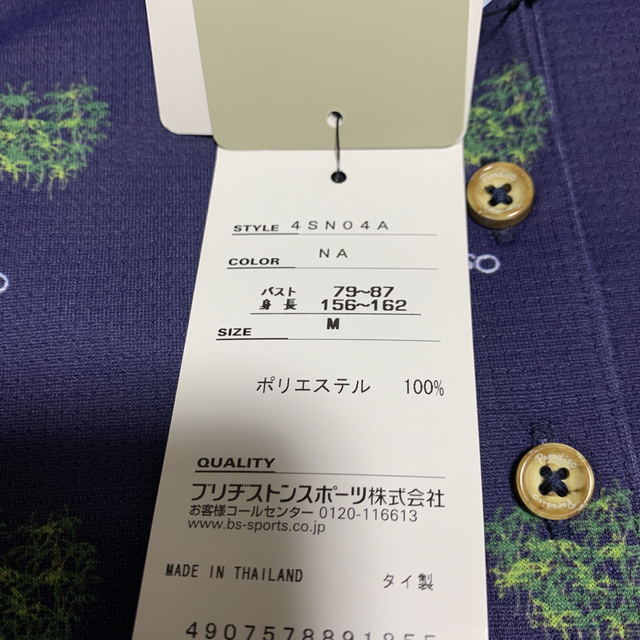 STYLE 4SN04A
COLOR NA
バスト 79~87
身長 156~162
SIZE M
ポリエステル 100%
QUALITY
ブリヂストンスポーツ株式会社
お客様コールセンター 0120-116613
www.bs-sports.co.jp
MADE IN THAILAND タイ製